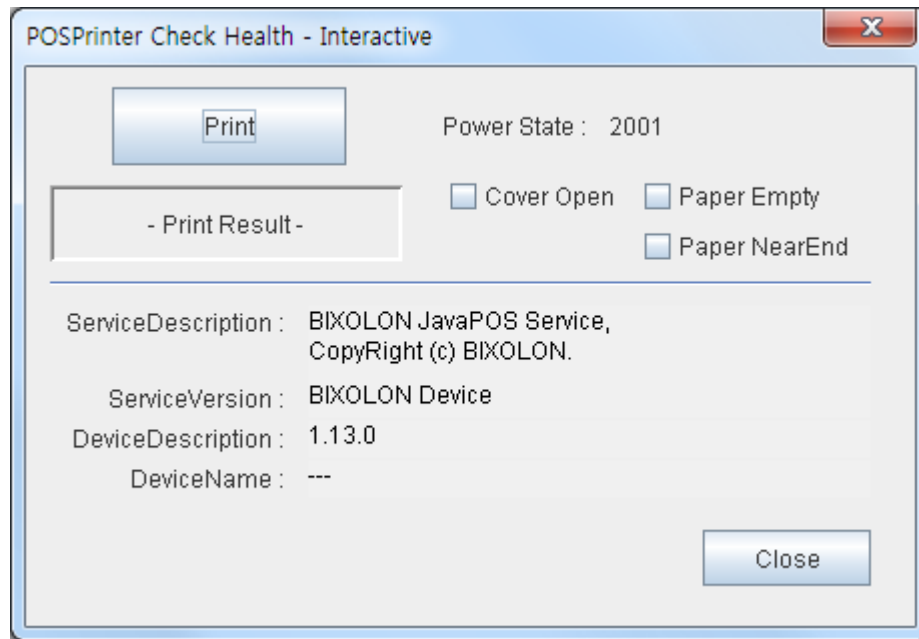 POSPrinter Check Health - Interactive
Print
Power State : 2001
- Print Result -
Cover Open
Paper Empty
Paper NearEnd
ServiceDescription : BIXOLON JavaPOS Service,
CopyRight (c) BIXOLON.
ServiceVersion : BIXOLON Device
DeviceDescription : 1.13.0
DeviceName : ---
Close